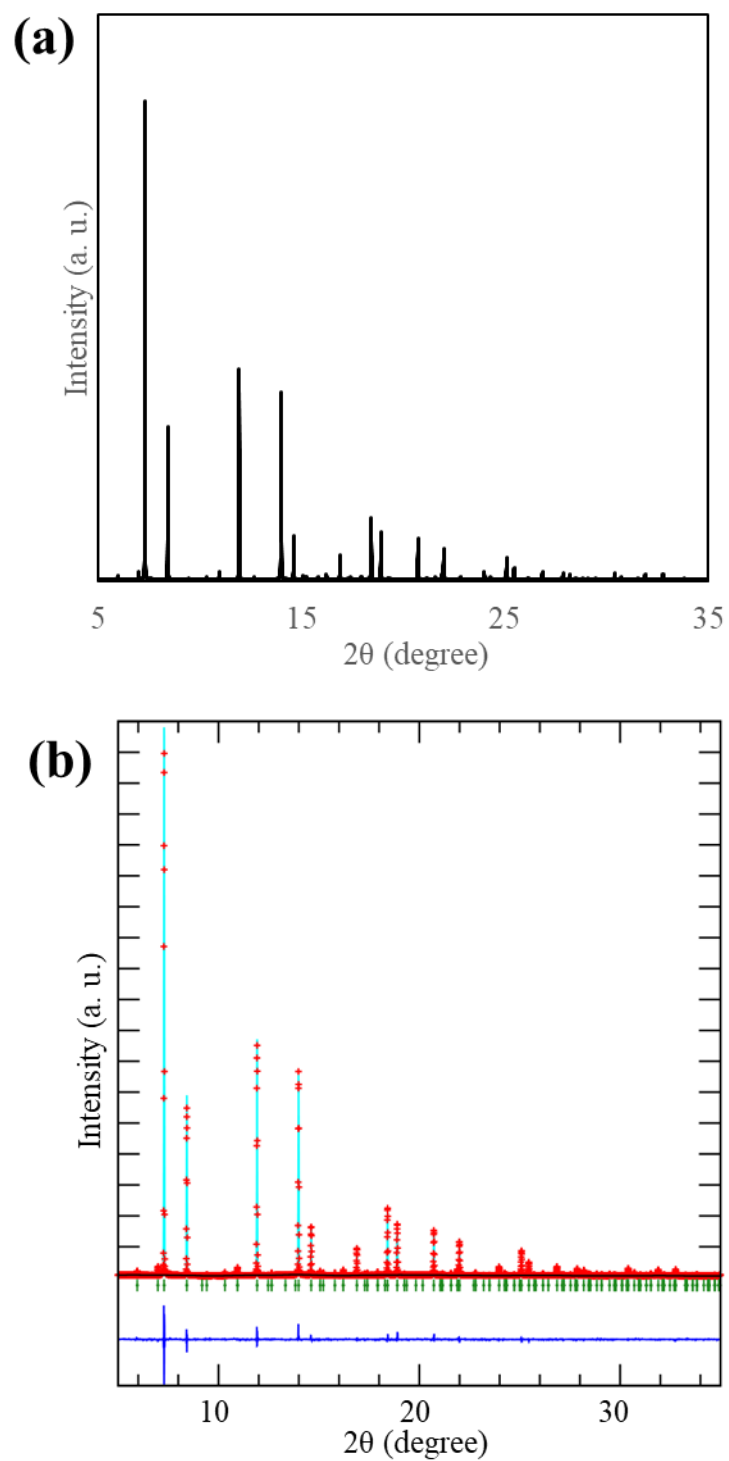 (a)
Intensity (a. u.)
5 15 25 35
2θ (degree)
(b)
Intensity (a. u.)
10 20 30
2θ (degree)